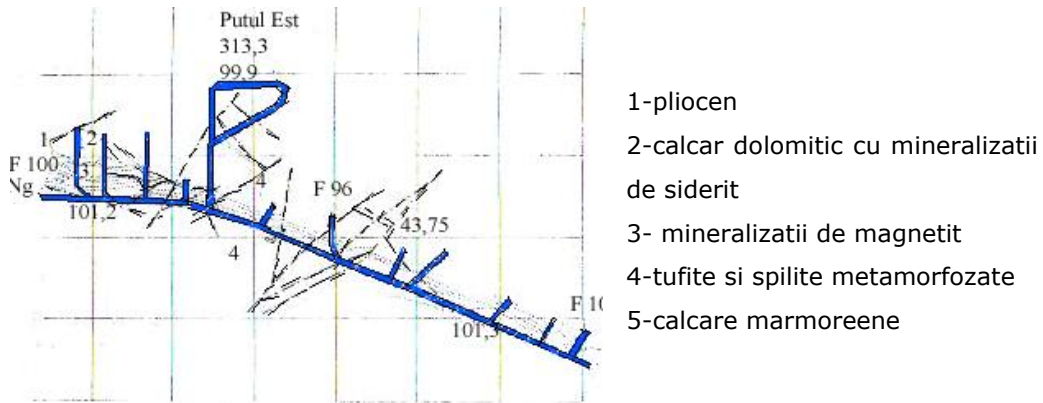 Putul Est
313,3
99,9
1
2
F 100
3
Ng
4
F 96
101,2
43,75
4
F 10
101,3
1-pliocen
2-calcar dolomitic cu mineralizatii
de siderit
3- mineralizatii de magnetit
4-tufite si spilite metamorfozate
5-calcare marmoreene